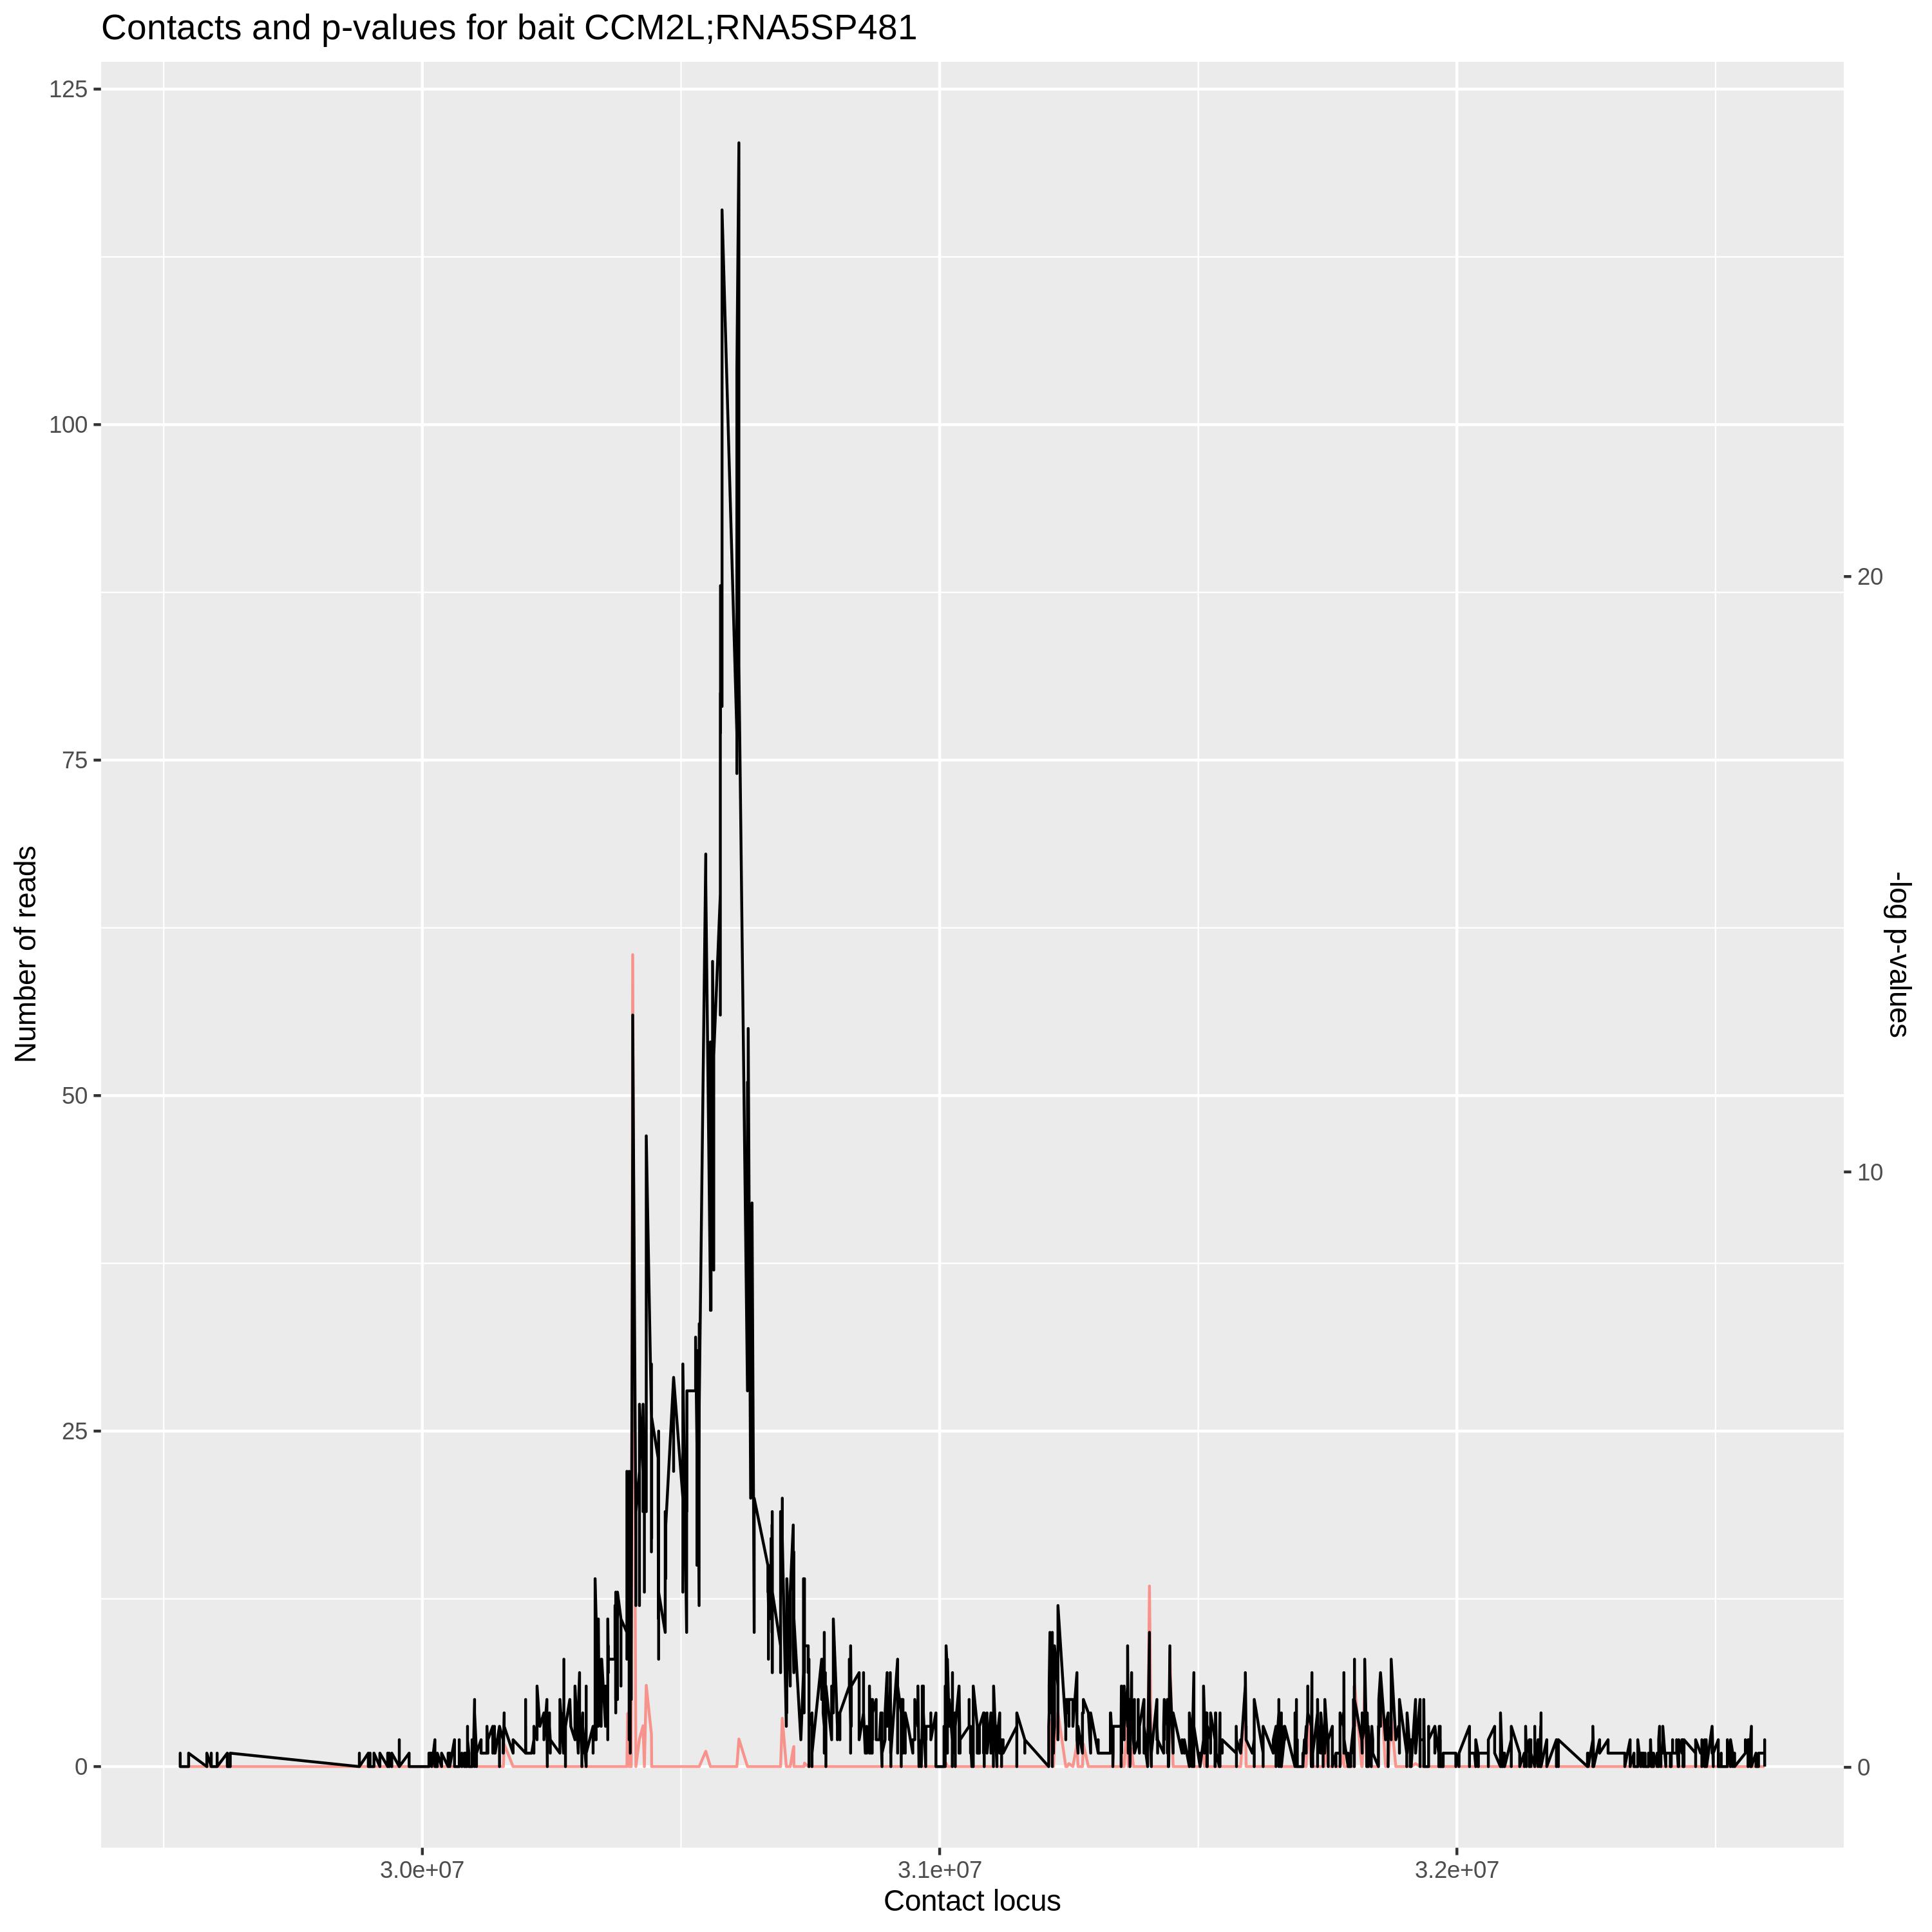 Contacts and p-values for bait CCM2L;RNA5SP481
125
100
75
50
25
0
Number of reads
20
10
0
-log p-values
3.0e+07
3.1e+07
3.2e+07
Contact locus